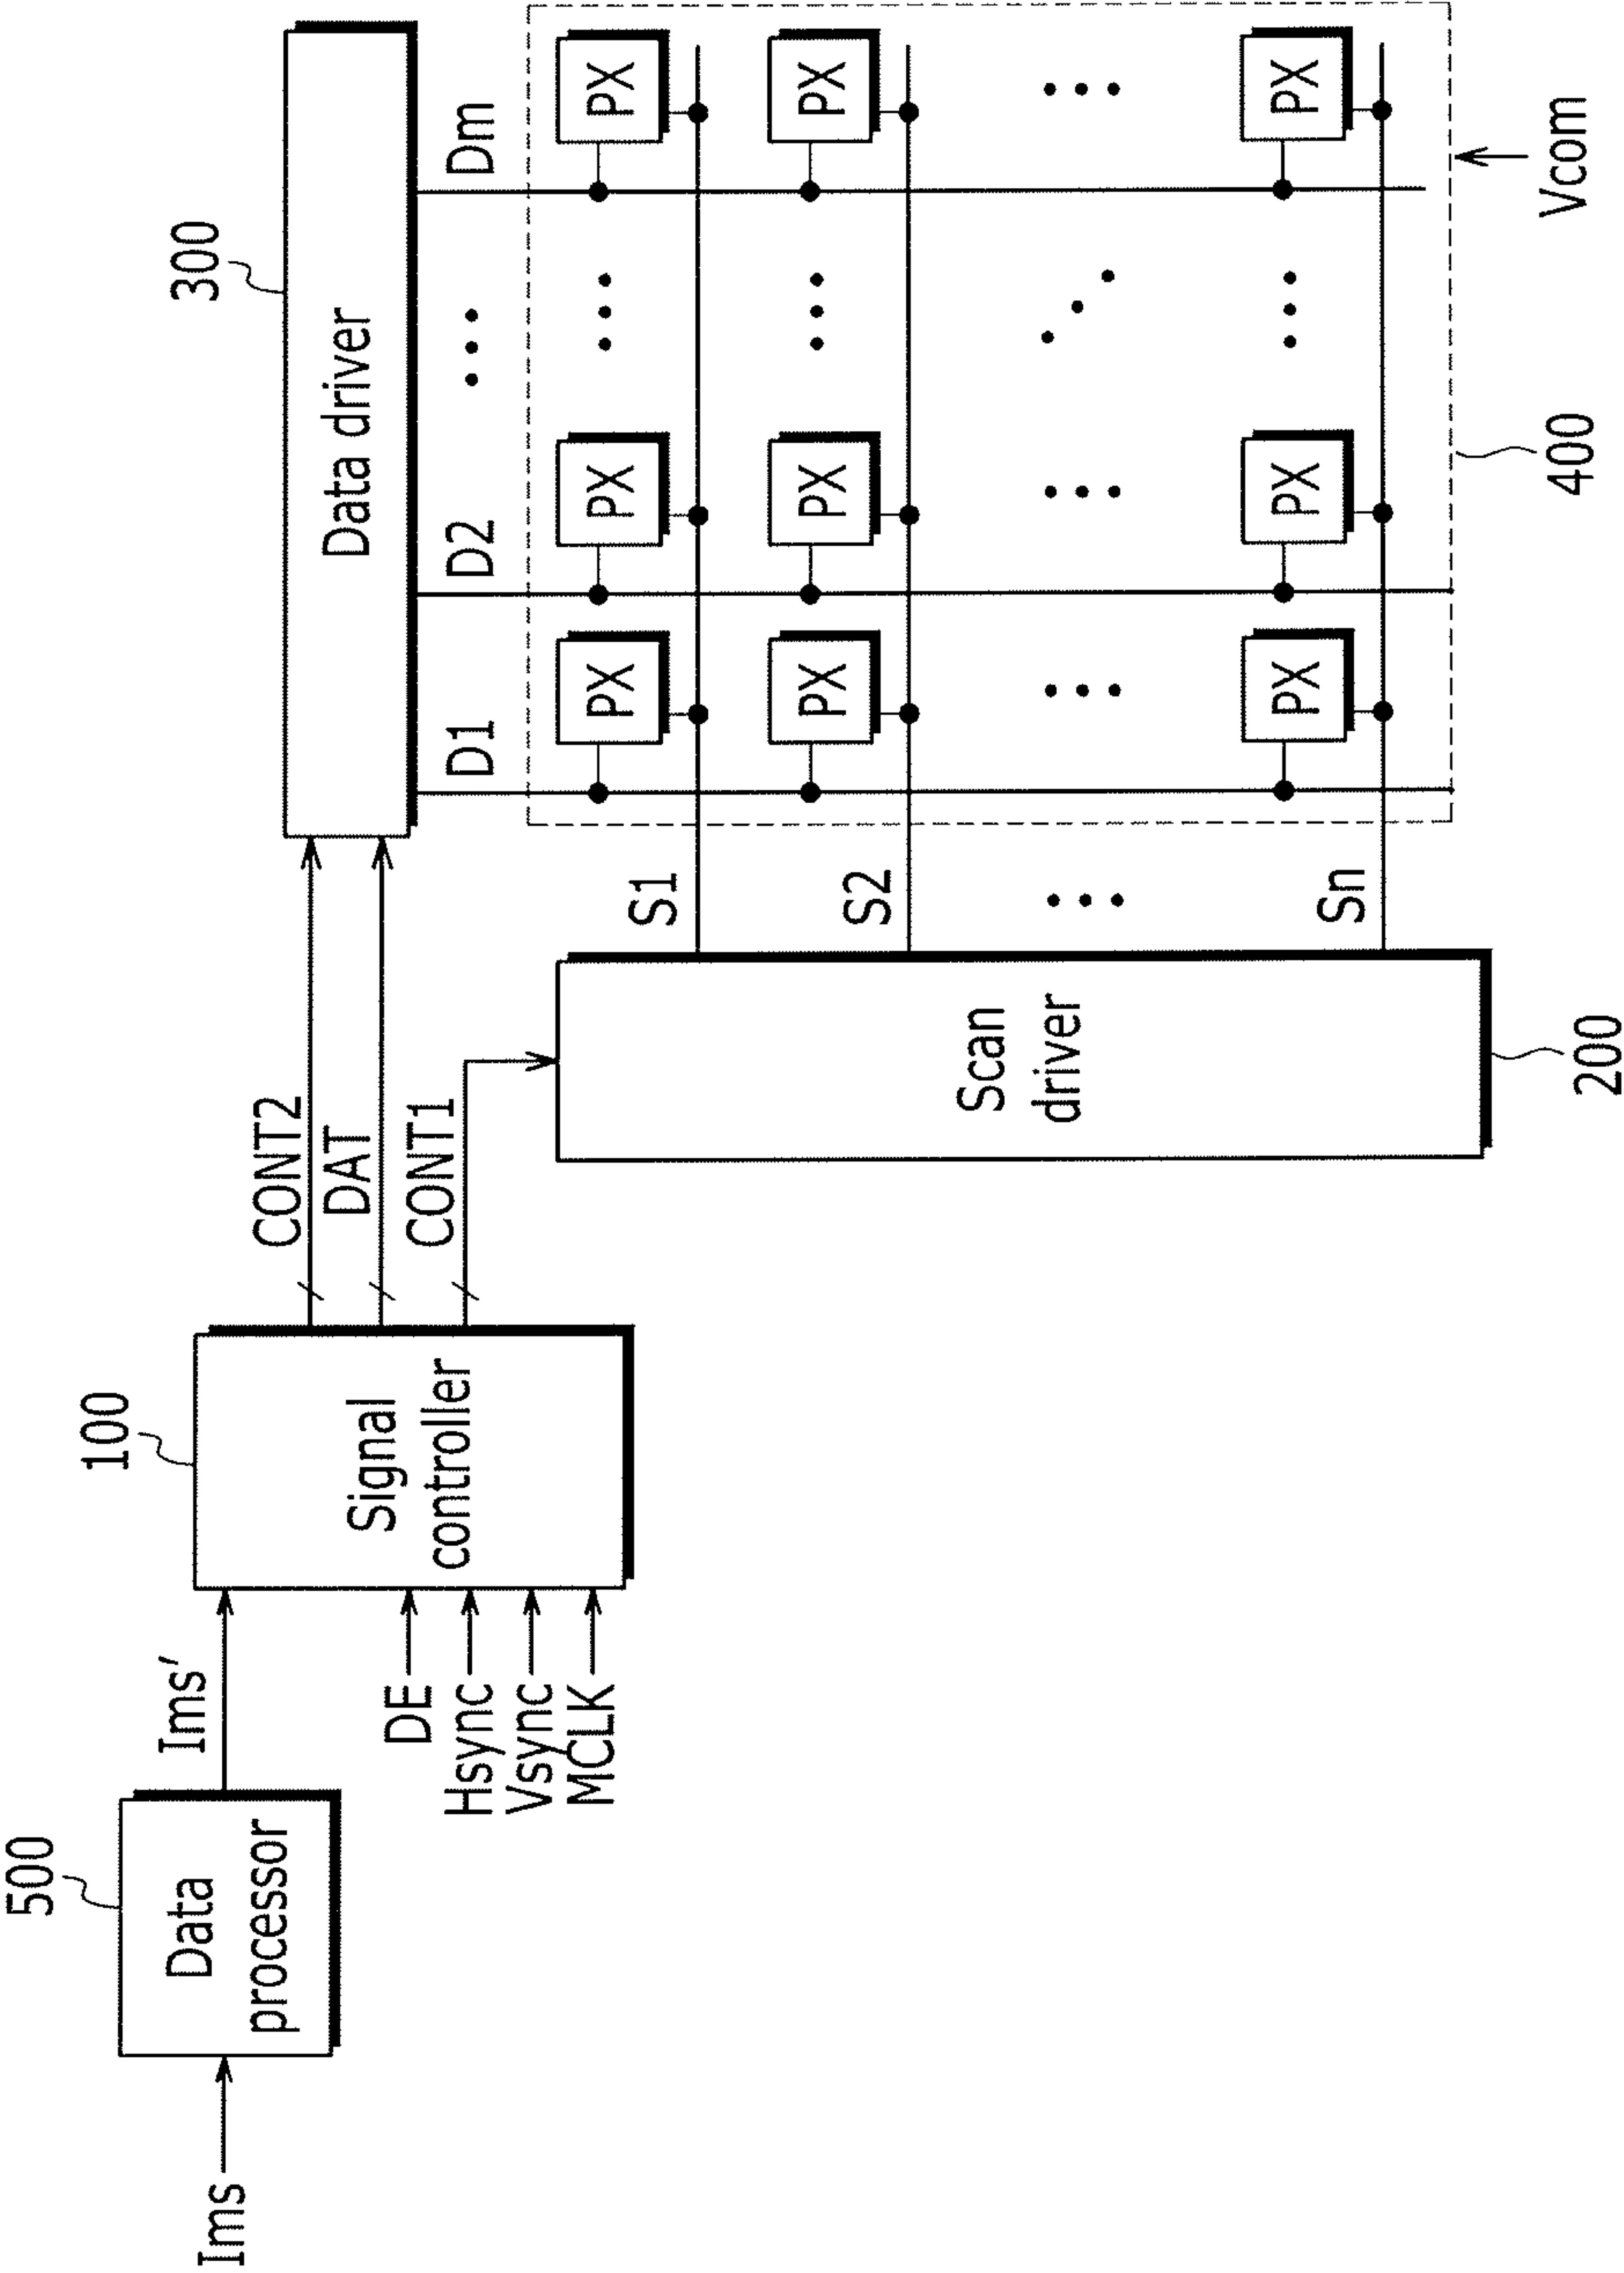 300
Data driver
100
500
CONT2
DAT
CONT1
D1
D2
Dm
Ims'
Signal
controller
Data
processor
Ims
DE
Hsync
Vsync
MCLK
Scan
driver
200
S1
S2
Sn
PX
PX
PX
PX
PX
PX
PX
PX
PX
400
Vcom